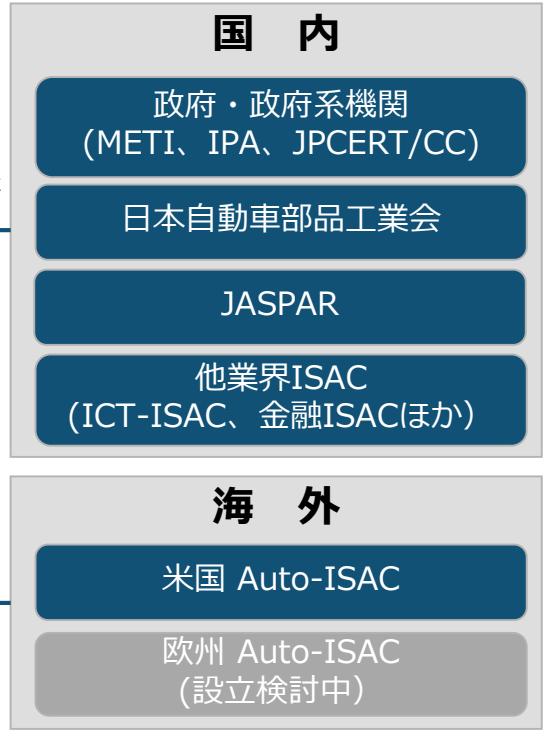 国　内
政府・政府系機関
(METI、IPA、JPCERT/CC)
日本自動車部品工業会
JASPAR
他業界ISAC
(ICT-ISAC、金融ISACほか）
海　外
米国 Auto-ISAC
欧州 Auto-ISAC
(設立検討中）